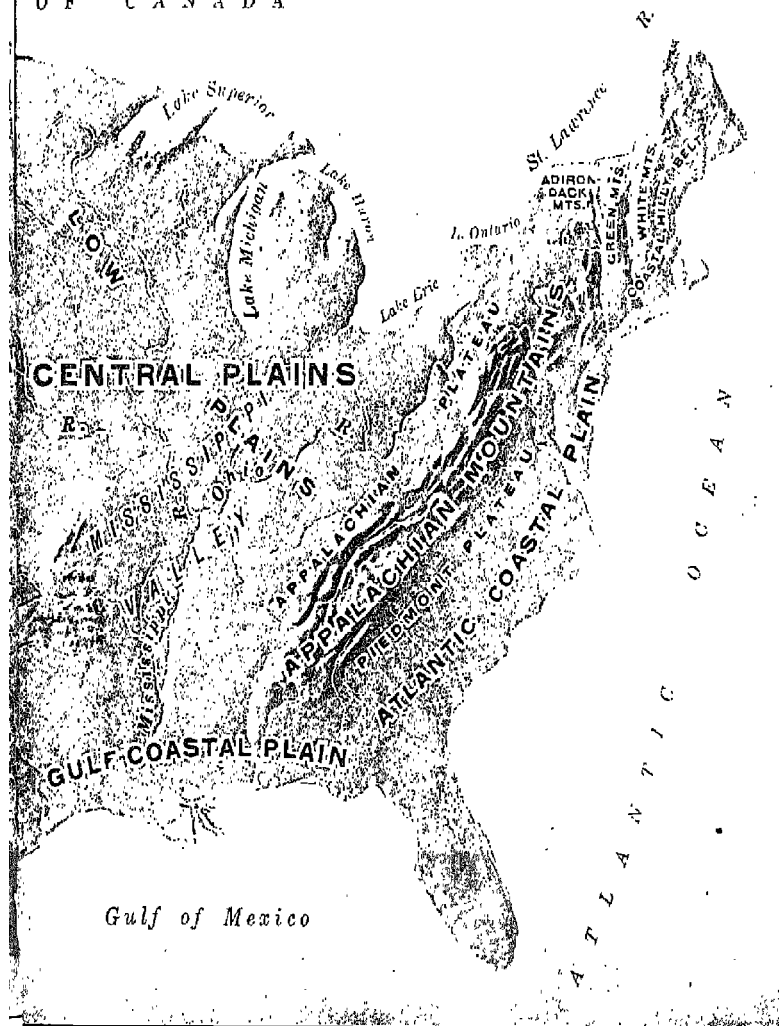 OF CANADA
R.
Lake Superior
St. Lawrence
Lake Michigan
Lake Huron
ADIRON-
DACK
MTS.
GREEN MTS.
WHITE MTS.
COASTAL HILLY BELT
L. Ontario
LOW
Lake Erie
CENTRAL PLAINS
PLATEAU
PLAINS
R.
R.
MISSISSIPPI
R.
Ohio
VALLEY
APPALACHIAN
APPALACHIAN MOUNTAINS
PIEDMONT PLATEAU
ATLANTIC COASTAL PLAIN
Mississippi
GULF COASTAL PLAIN
Gulf of Mexico
ATLANTIC OCEAN